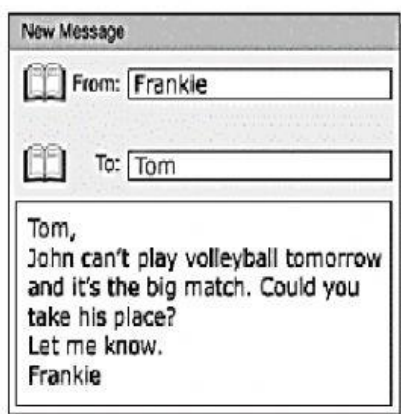 New Message
From: Frankie
To: Tom
Tom,
John can't play volleyball tomorrow
and it's the big match. Could you
take his place?
Let me know.
Frankie